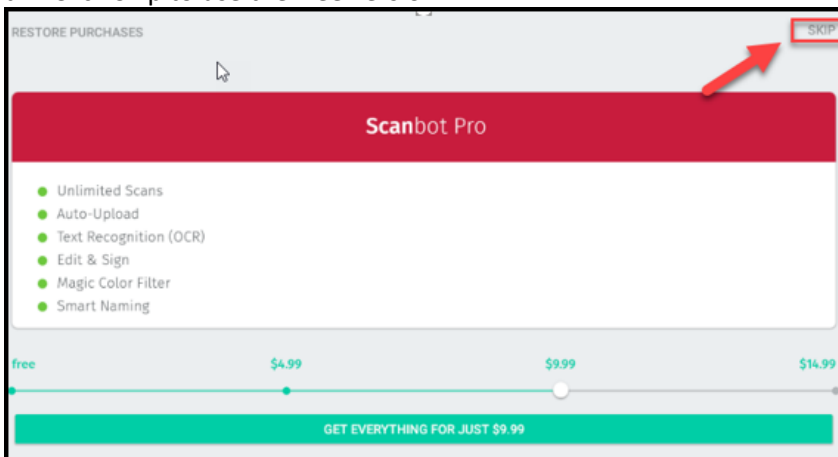 RESTORE PURCHASES
SKIP
Scanbot Pro
Unlimited Scans
Auto-Upload
Text Recognition (OCR)
Edit & Sign
Magic Color Filter
Smart Naming
free $4.99 $9.99 $14.99
GET EVERYTHING FOR JUST $9.99